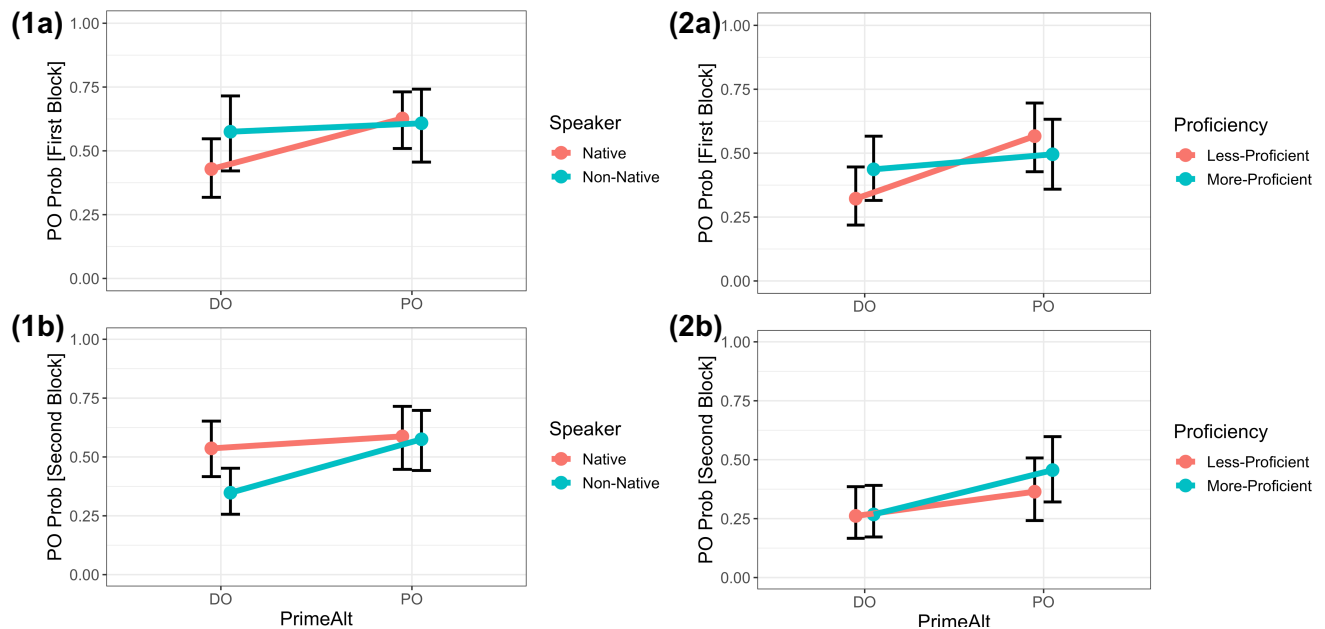 (1a)
PO Prob [First Block]
1.00
0.75
0.50
0.25
0.00
DO
PO
Speaker
Native
Non-Native
(2a)
PO Prob [First Block]
1.00
0.75
0.50
0.25
0.00
DO
PO
Proficiency
Less-Proficient
More-Proficient
(1b)
PO Prob [Second Block]
1.00
0.75
0.50
0.25
0.00
DO
PO
PrimeAlt
Speaker
Native
Non-Native
(2b)
PO Prob [Second Block]
1.00
0.75
0.50
0.25
0.00
DO
PO
PrimeAlt
Proficiency
Less-Proficient
More-Proficient